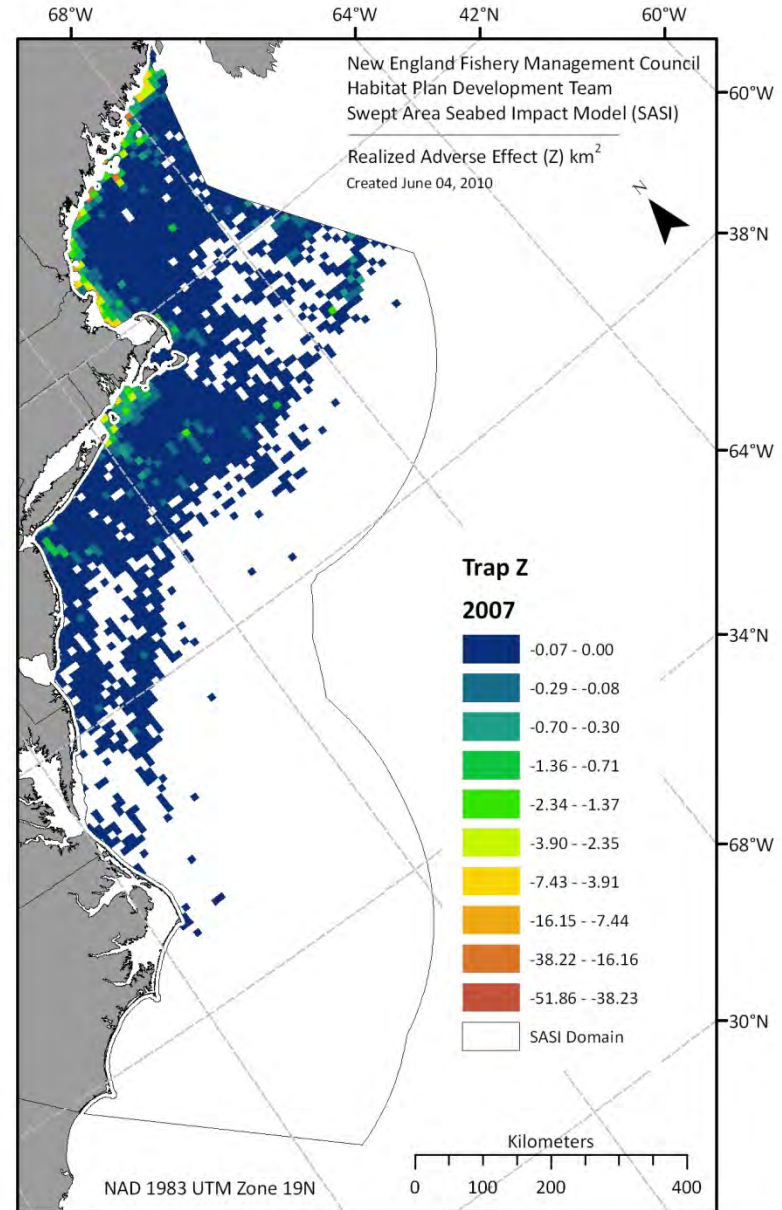 68°W 64°W 42°N 60°W
New England Fishery Management Council
Habitat Plan Development Team
Swept Area Seabed Impact Model (SASI)
Realized Adverse Effect (Z) km²
Created June 04, 2010
N
60°W
38°N
64°W
34°N
68°W
30°N
Trap Z
2007
-0.07 - 0.00
-0.29 - -0.08
-0.70 - -0.30
-1.36 - -0.71
-2.34 - -1.37
-3.90 - -2.35
-7.43 - -3.91
-16.15 - -7.44
-38.22 - -16.16
-51.86 - -38.23
SASI Domain
Kilometers
0 100 200 400
NAD 1983 UTM Zone 19N